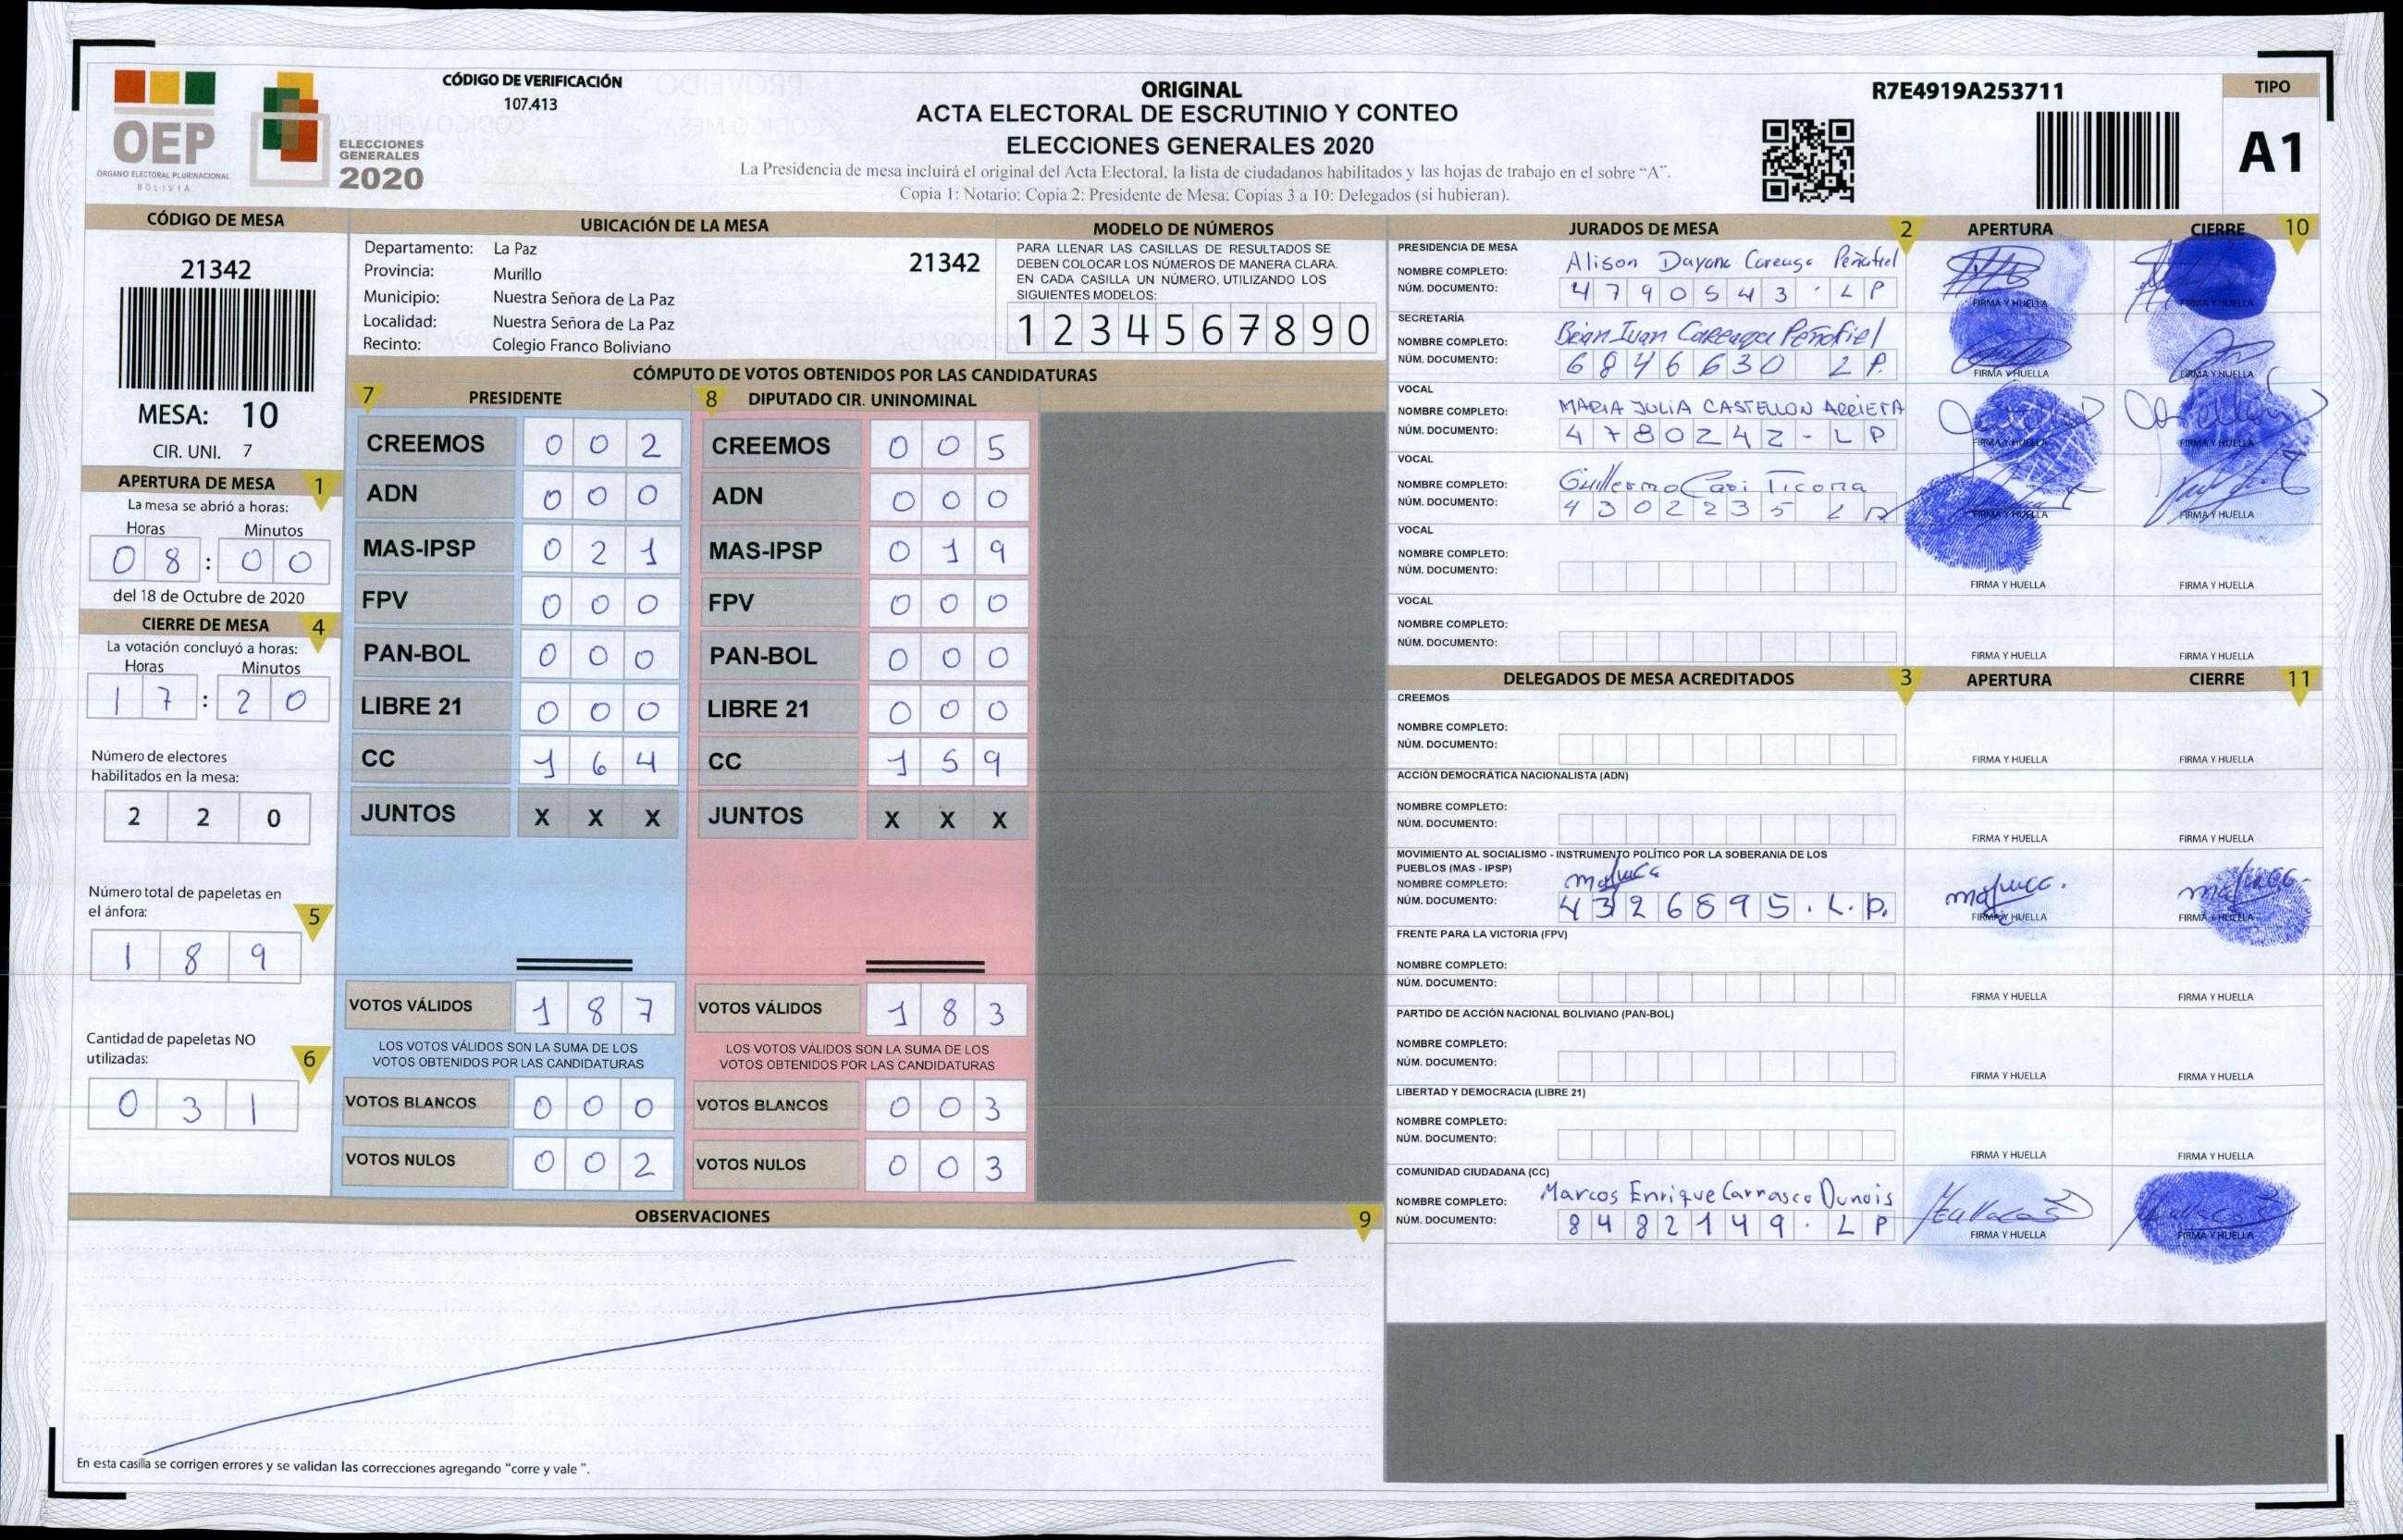 OEP
ÓRGANO ELECTORAL PLURINACIONAL
BOLIVIA
ELECCIONES
GENERALES
2020
CÓDIGO DE VERIFICACIÓN
107.413
ORIGINAL
ACTA ELECTORAL DE ESCRUTINIO Y CONTEO
ELECCIONES GENERALES 2020
La Presidencia de mesa incluirá el original del Acta Electoral, la lista de ciudadanos habilitados y las hojas de trabajo en el sobre “A”.
Copia 1: Notario; Copia 2: Presidente de Mesa; Copias 3 a 10: Delegados (si hubieran).
R7E4919A253711
TIPO
A1
CÓDIGO DE MESA
21342
MESA: 10
CIR. UNI. 7
APERTURA DE MESA 1
La mesa se abrió a horas:
Horas Minutos
0 8 : 0 0
del 18 de Octubre de 2020
CIERRE DE MESA 4
La votación concluyó a horas:
Horas Minutos
1 7 : 2 0
Número de electores
habilitados en la mesa:
2 2 0
Número total de papeletas en
el ánfora: 5
1 8 9
Cantidad de papeletas NO
utilizadas: 6
0 3 1
UBICACIÓN DE LA MESA
Departamento: La Paz 21342
Provincia: Murillo
Municipio: Nuestra Señora de La Paz
Localidad: Nuestra Señora de La Paz
Recinto: Colegio Franco Boliviano
MODELO DE NÚMEROS
PARA LLENAR LAS CASILLAS DE RESULTADOS SE
DEBEN COLOCAR LOS NÚMEROS DE MANERA CLARA.
EN CADA CASILLA UN NÚMERO, UTILIZANDO LOS
SIGUIENTES MODELOS:
1 2 3 4 5 6 7 8 9 0
CÓMPUTO DE VOTOS OBTENIDOS POR LAS CANDIDATURAS
7 PRESIDENTE 8 DIPUTADO CIR. UNINOMINAL
CREEMOS 0 0 2 CREEMOS 0 0 5
ADN 0 0 0 ADN 0 0 0
MAS-IPSP 0 2 1 MAS-IPSP 0 1 9
FPV 0 0 0 FPV 0 0 0
PAN-BOL 0 0 0 PAN-BOL 0 0 0
LIBRE 21 0 0 0 LIBRE 21 0 0 0
CC 1 6 4 CC 1 5 9
JUNTOS X X X JUNTOS X X X
VOTOS VÁLIDOS 1 8 7 VOTOS VÁLIDOS 1 8 3
LOS VOTOS VÁLIDOS SON LA SUMA DE LOS LOS VOTOS VÁLIDOS SON LA SUMA DE LOS
VOTOS OBTENIDOS POR LAS CANDIDATURAS VOTOS OBTENIDOS POR LAS CANDIDATURAS
VOTOS BLANCOS 0 0 0 VOTOS BLANCOS 0 0 3
VOTOS NULOS 0 0 2 VOTOS NULOS 0 0 3
OBSERVACIONES 9
En esta casilla se corrigen errores y se validan las correcciones agregando “corre y vale ”.
JURADOS DE MESA 2 APERTURA CIERRE 10
PRESIDENCIA DE MESA
NOMBRE COMPLETO: Alison Dayana Careaga Peñafiel
NÚM. DOCUMENTO: 4790543 · LP
FIRMA Y HUELLA FIRMA Y HUELLA
SECRETARÍA
NOMBRE COMPLETO: Brian Ivan Careaga Peñafiel
NÚM. DOCUMENTO: 6846630 LP.
FIRMA Y HUELLA FIRMA Y HUELLA
VOCAL
NOMBRE COMPLETO: MARIA JULIA CASTELLON ARRIETA
NÚM. DOCUMENTO: 4780242 - LP
FIRMA Y HUELLA FIRMA Y HUELLA
VOCAL
NOMBRE COMPLETO: Guillermo Cari Ticona
NÚM. DOCUMENTO: 4302235 LP
FIRMA Y HUELLA FIRMA Y HUELLA
VOCAL
NOMBRE COMPLETO:
NÚM. DOCUMENTO:
FIRMA Y HUELLA FIRMA Y HUELLA
VOCAL
NOMBRE COMPLETO:
NÚM. DOCUMENTO:
FIRMA Y HUELLA FIRMA Y HUELLA
DELEGADOS DE MESA ACREDITADOS 3 APERTURA CIERRE 11
CREEMOS
NOMBRE COMPLETO:
NÚM. DOCUMENTO:
FIRMA Y HUELLA FIRMA Y HUELLA
ACCIÓN DEMOCRÁTICA NACIONALISTA (ADN)
NOMBRE COMPLETO:
NÚM. DOCUMENTO:
FIRMA Y HUELLA FIRMA Y HUELLA
MOVIMIENTO AL SOCIALISMO - INSTRUMENTO POLÍTICO POR LA SOBERANIA DE LOS
PUEBLOS (MAS - IPSP)
NOMBRE COMPLETO:
NÚM. DOCUMENTO: 4326895. L.P.
FIRMA Y HUELLA FIRMA Y HUELLA
FRENTE PARA LA VICTORIA (FPV)
NOMBRE COMPLETO:
NÚM. DOCUMENTO:
FIRMA Y HUELLA FIRMA Y HUELLA
PARTIDO DE ACCIÓN NACIONAL BOLIVIANO (PAN-BOL)
NOMBRE COMPLETO:
NÚM. DOCUMENTO:
FIRMA Y HUELLA FIRMA Y HUELLA
LIBERTAD Y DEMOCRACIA (LIBRE 21)
NOMBRE COMPLETO:
NÚM. DOCUMENTO:
FIRMA Y HUELLA FIRMA Y HUELLA
COMUNIDAD CIUDADANA (CC)
NOMBRE COMPLETO: Marcos Enrique Carrasco Dunois
NÚM. DOCUMENTO: 8482149. LP
FIRMA Y HUELLA FIRMA Y HUELLA